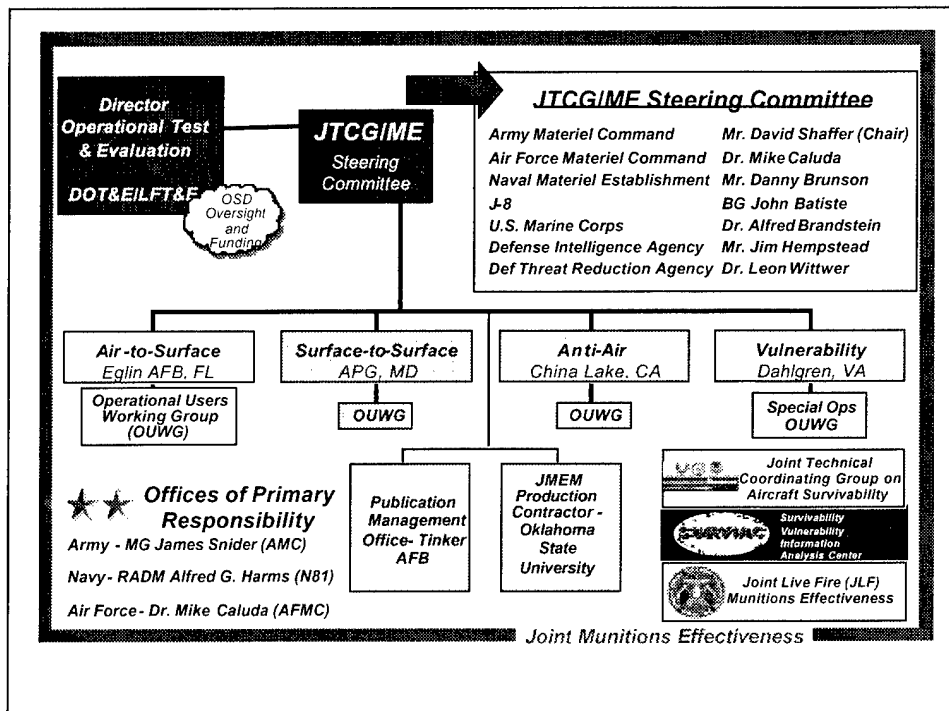 Director
Operational Test
& Evaluation
DOT&E/LFT&E
OSD
Oversight
and
Funding
JTCG/ME
Steering
Committee
JTCG/ME Steering Committee
Army Materiel Command Mr. David Shaffer (Chair)
Air Force Materiel Command Dr. Mike Caluda
Naval Materiel Establishment Mr. Danny Brunson
J-8 BG John Batiste
U.S. Marine Corps Dr. Alfred Brandstein
Defense Intelligence Agency Mr. Jim Hempstead
Def Threat Reduction Agency Dr. Leon Wittwer
Air-to-Surface
Eglin AFB, FL
Operational Users
Working Group
(OUWG)
Surface-to-Surface
APG, MD
OUWG
Anti-Air
China Lake, CA
OUWG
Vulnerability
Dahlgren, VA
Special Ops
OUWG
Offices of Primary
Responsibility
Army - MG James Snider (AMC)
Navy- RADM Alfred G. Harms (N81)
Air Force- Dr. Mike Caluda (AFMC)
Publication
Management
Office- Tinker
AFB
JMEM
Production
Contractor -
Oklahoma
State
University
Joint Technical
Coordinating Group on
Aircraft Survivability
SURVIAC
Survivability
Vulnerability
Information
Analysis Center
Joint Live Fire (JLF)
Munitions Effectiveness
Joint Munitions Effectiveness